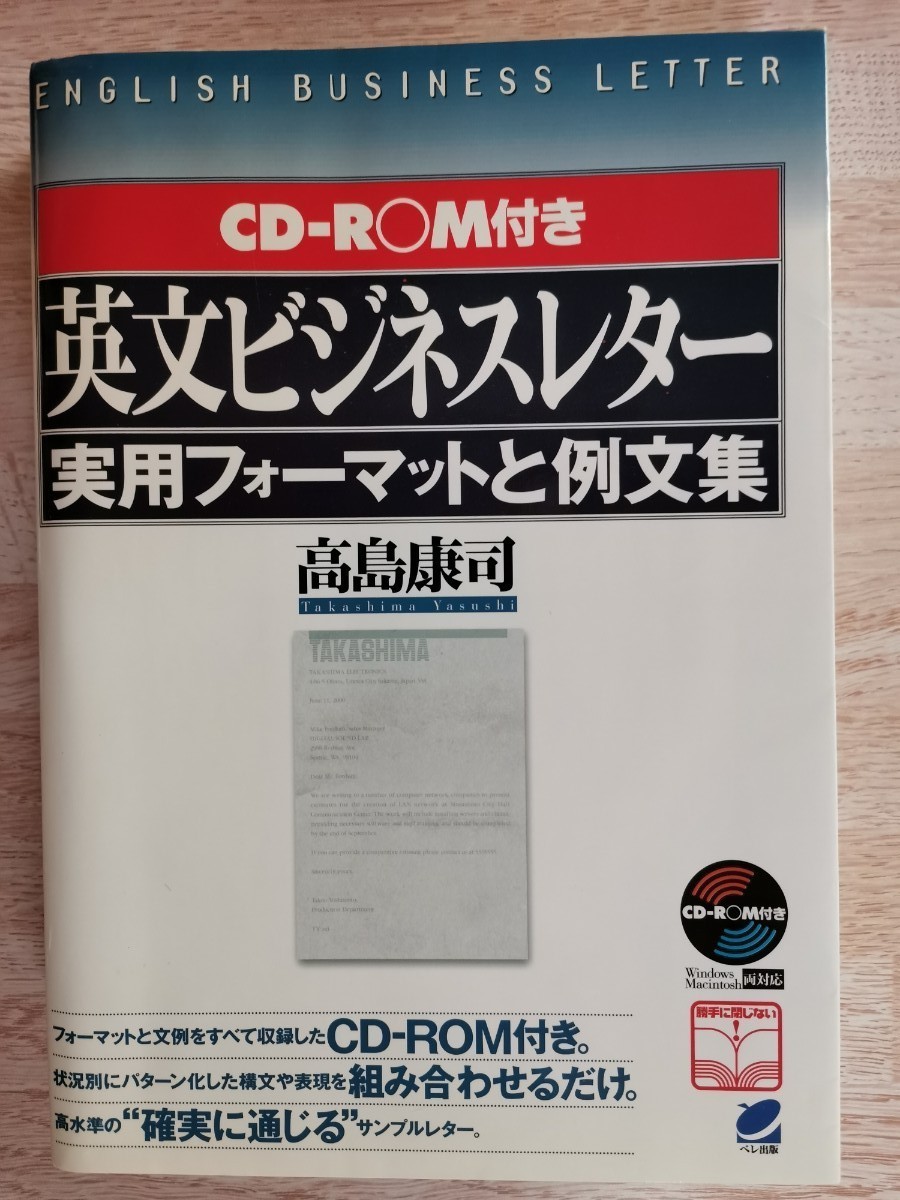 ENGLISH BUSINESS LETTER
CD-ROM付き
英文ビジネスレター
実用フォーマットと例文集
高島康司
Takashima Yasushi
TAKASHIMA
TAKASHIMA ELECTRONICS
CD-ROM付き
Windows
Macintosh 両対応
勝手に閉じない
フォーマットと文例をすべて収録したCD-ROM付き。
状況別にパターン化した構文や表現を組み合わせるだけ。
高水準の“確実に通じる”サンプルレター。
ベレ出版